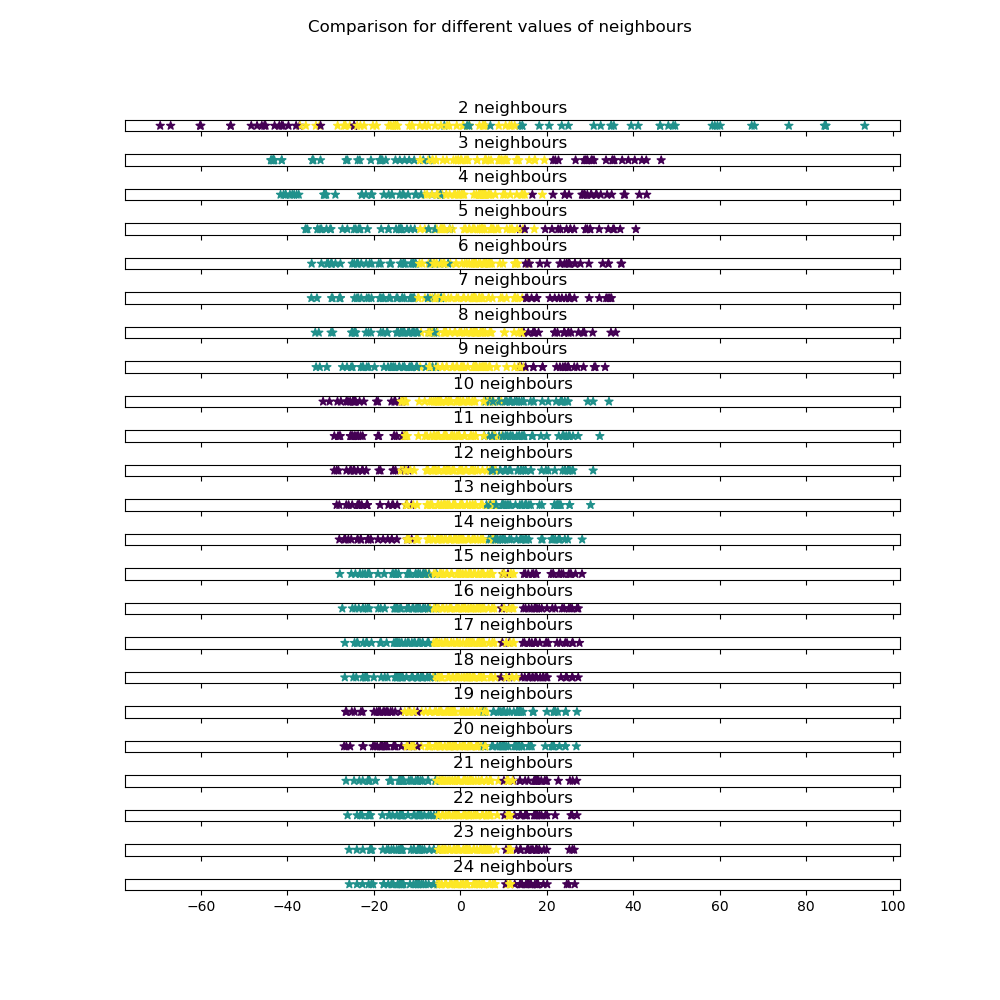 Comparison for different values of neighbours
2 neighbours
3 neighbours
4 neighbours
5 neighbours
6 neighbours
7 neighbours
8 neighbours
9 neighbours
10 neighbours
11 neighbours
12 neighbours
13 neighbours
14 neighbours
15 neighbours
16 neighbours
17 neighbours
18 neighbours
19 neighbours
20 neighbours
21 neighbours
22 neighbours
23 neighbours
24 neighbours
−60 −40 −20 0 20 40 60 80 100